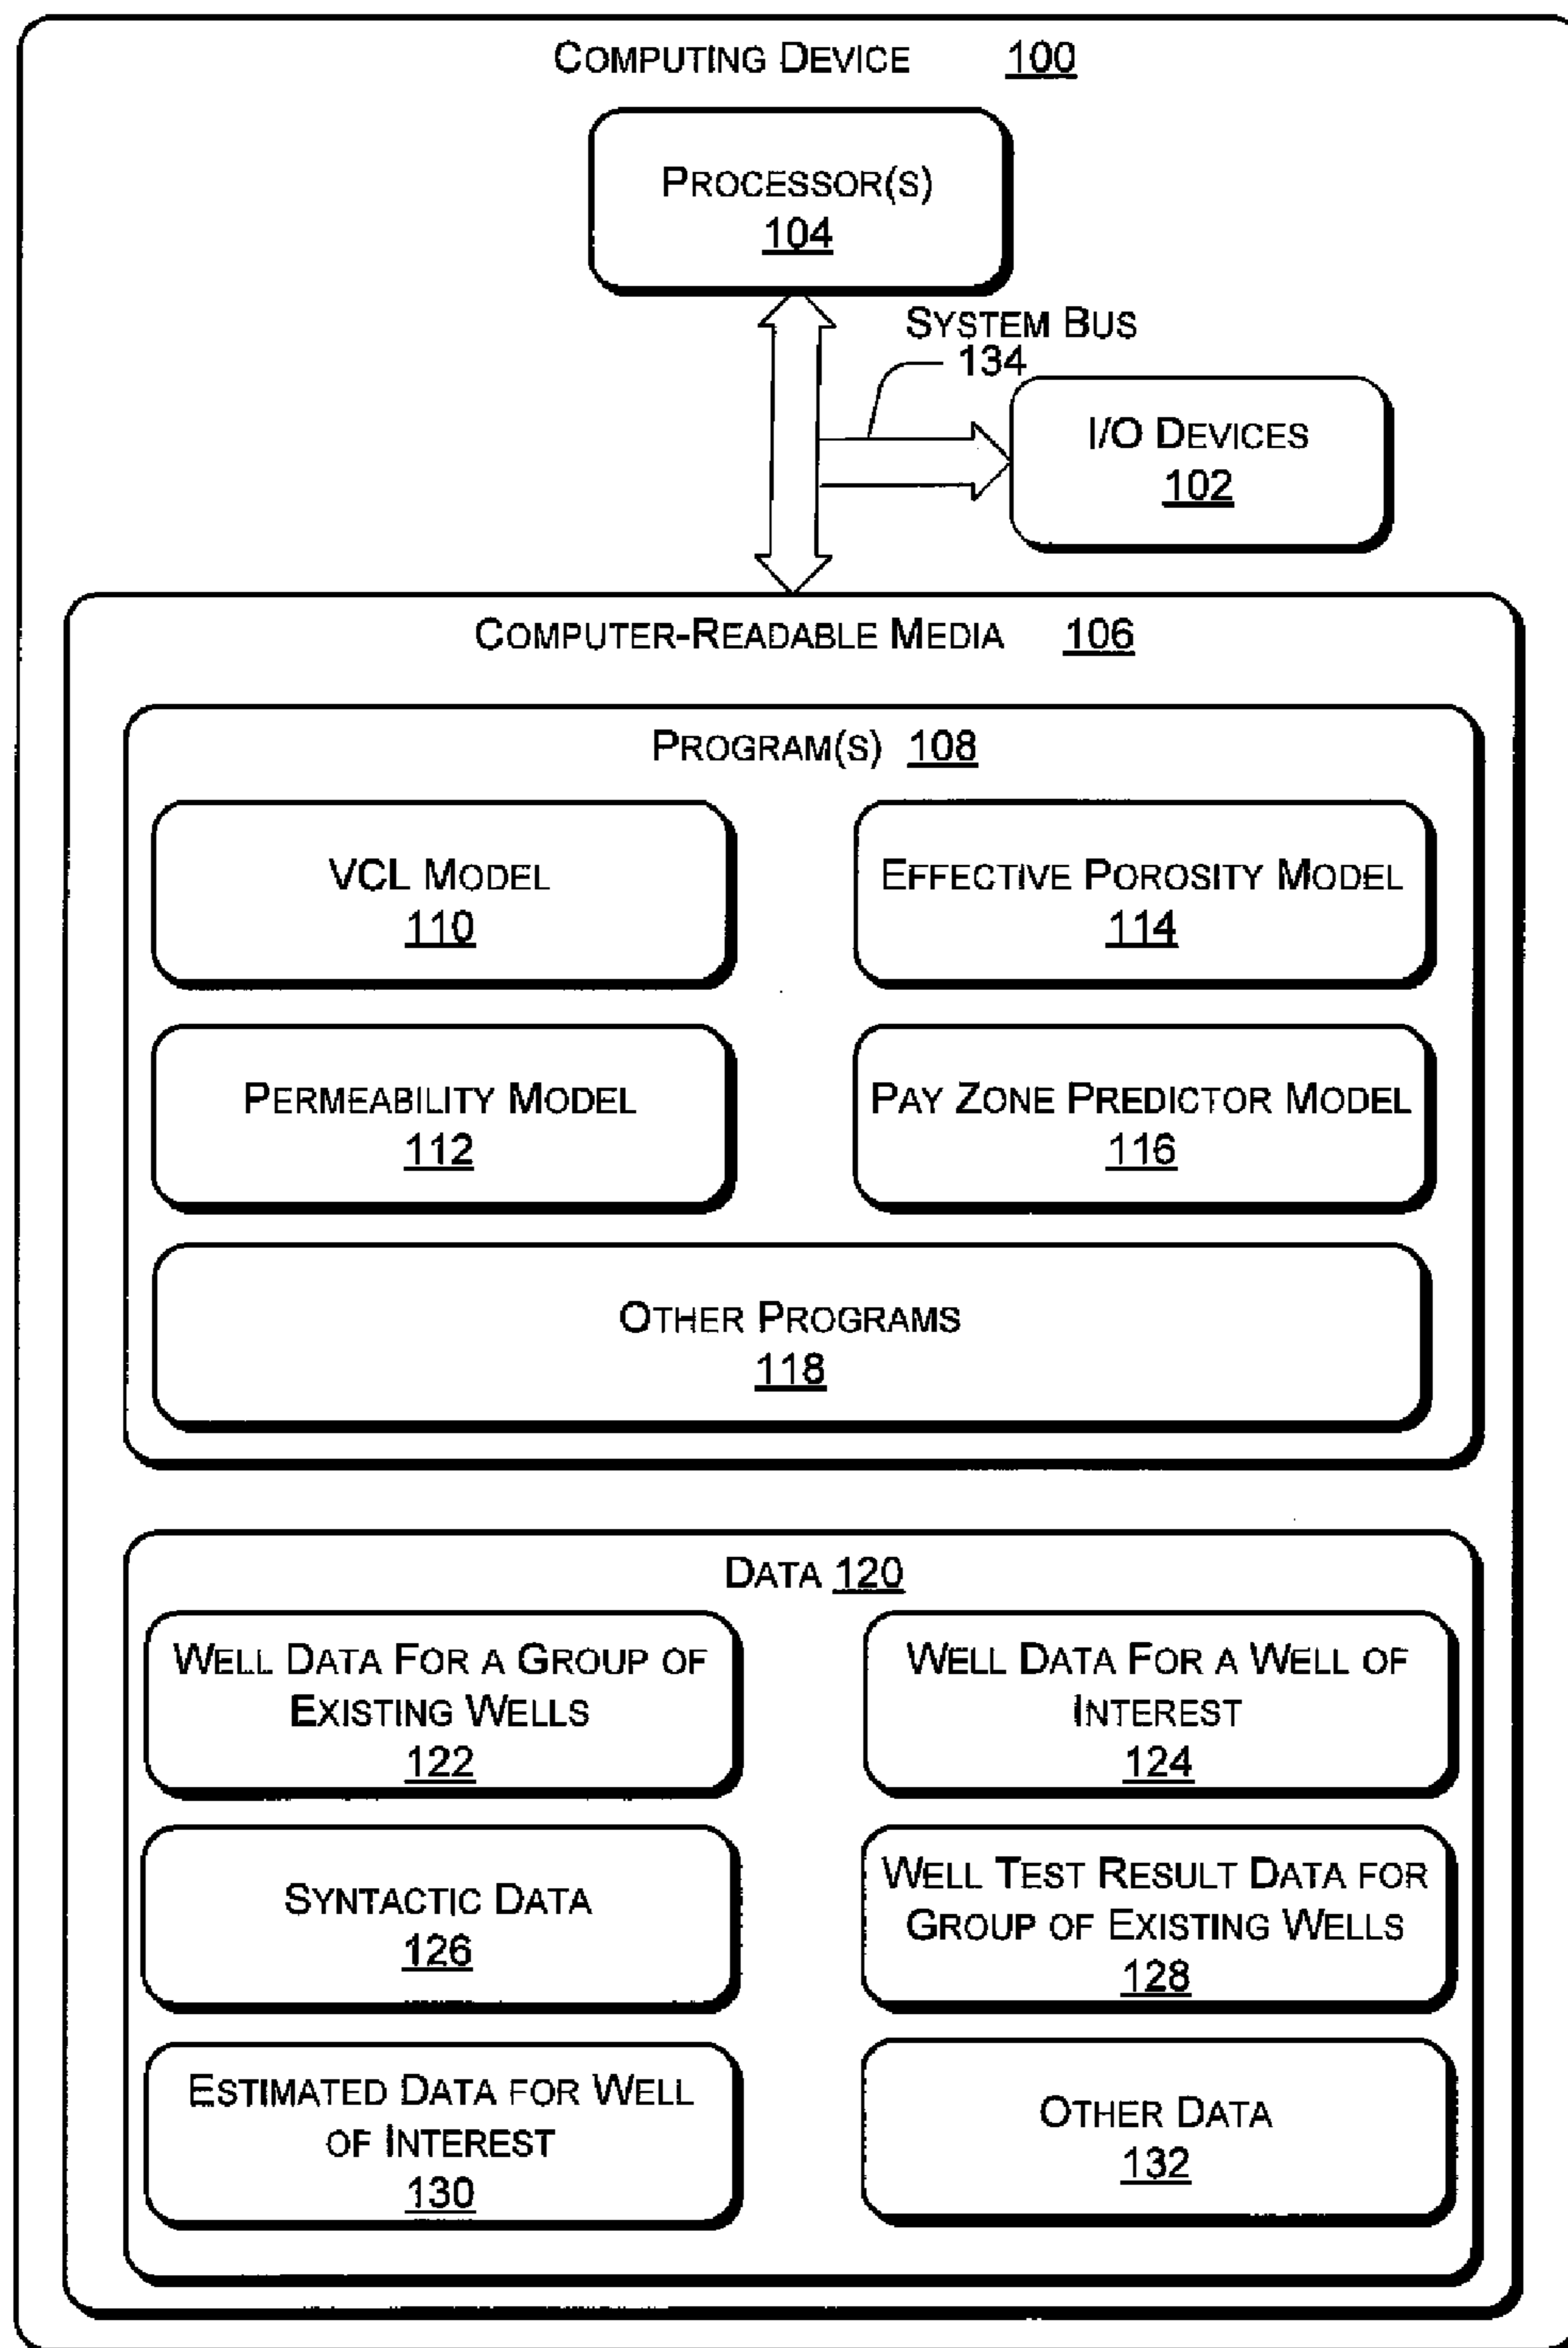 COMPUTING DEVICE 100
PROCESSOR(S)
104
SYSTEM BUS
134
I/O DEVICES
102
COMPUTER-READABLE MEDIA 106
PROGRAM(S) 108
VCL MODEL
110
EFFECTIVE POROSITY MODEL
114
PERMEABILITY MODEL
112
PAY ZONE PREDICTOR MODEL
116
OTHER PROGRAMS
118
DATA 120
WELL DATA FOR A GROUP OF
EXISTING WELLS
122
WELL DATA FOR A WELL OF
INTEREST
124
SYNTACTIC DATA
126
WELL TEST RESULT DATA FOR
GROUP OF EXISTING WELLS
128
ESTIMATED DATA FOR WELL
OF INTEREST
130
OTHER DATA
132